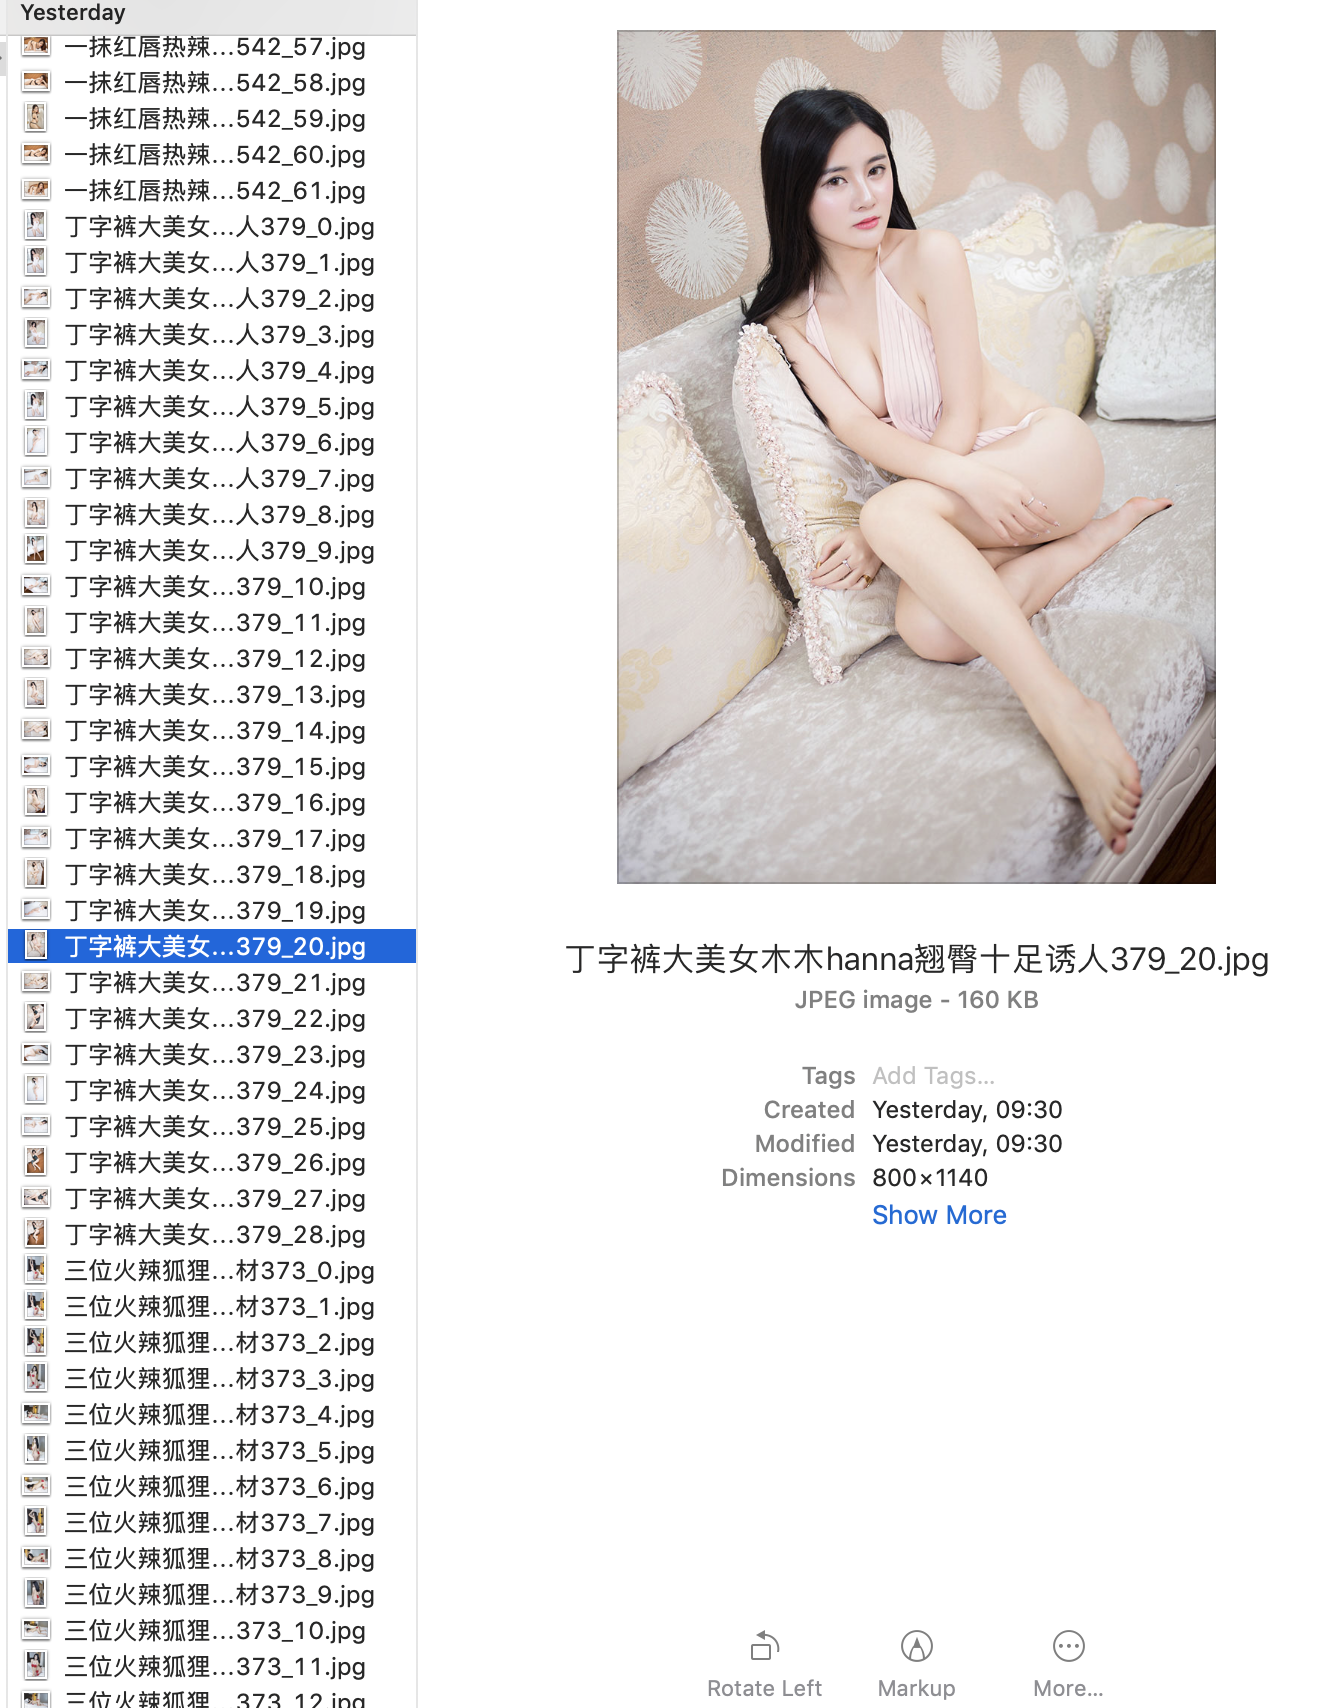 Yesterday
一抹红唇热辣...542_57.jpg
一抹红唇热辣...542_58.jpg
一抹红唇热辣...542_59.jpg
一抹红唇热辣...542_60.jpg
一抹红唇热辣...542_61.jpg
丁字裤大美女...人379_0.jpg
丁字裤大美女...人379_1.jpg
丁字裤大美女...人379_2.jpg
丁字裤大美女...人379_3.jpg
丁字裤大美女...人379_4.jpg
丁字裤大美女...人379_5.jpg
丁字裤大美女...人379_6.jpg
丁字裤大美女...人379_7.jpg
丁字裤大美女...人379_8.jpg
丁字裤大美女...人379_9.jpg
丁字裤大美女...379_10.jpg
丁字裤大美女...379_11.jpg
丁字裤大美女...379_12.jpg
丁字裤大美女...379_13.jpg
丁字裤大美女...379_14.jpg
丁字裤大美女...379_15.jpg
丁字裤大美女...379_16.jpg
丁字裤大美女...379_17.jpg
丁字裤大美女...379_18.jpg
丁字裤大美女...379_19.jpg
丁字裤大美女...379_20.jpg
丁字裤大美女...379_21.jpg
丁字裤大美女...379_22.jpg
丁字裤大美女...379_23.jpg
丁字裤大美女...379_24.jpg
丁字裤大美女...379_25.jpg
丁字裤大美女...379_26.jpg
丁字裤大美女...379_27.jpg
丁字裤大美女...379_28.jpg
三位火辣狐狸...材373_0.jpg
三位火辣狐狸...材373_1.jpg
三位火辣狐狸...材373_2.jpg
三位火辣狐狸...材373_3.jpg
三位火辣狐狸...材373_4.jpg
三位火辣狐狸...材373_5.jpg
三位火辣狐狸...材373_6.jpg
三位火辣狐狸...材373_7.jpg
三位火辣狐狸...材373_8.jpg
三位火辣狐狸...材373_9.jpg
三位火辣狐狸...373_10.jpg
三位火辣狐狸...373_11.jpg
三位火辣狐狸...373_12.jpg
丁字裤大美女木木hanna翘臀十足诱人379_20.jpg
JPEG image - 160 KB
Tags Add Tags...
Created Yesterday, 09:30
Modified Yesterday, 09:30
Dimensions 800×1140
Show More
Rotate Left
Markup
More...